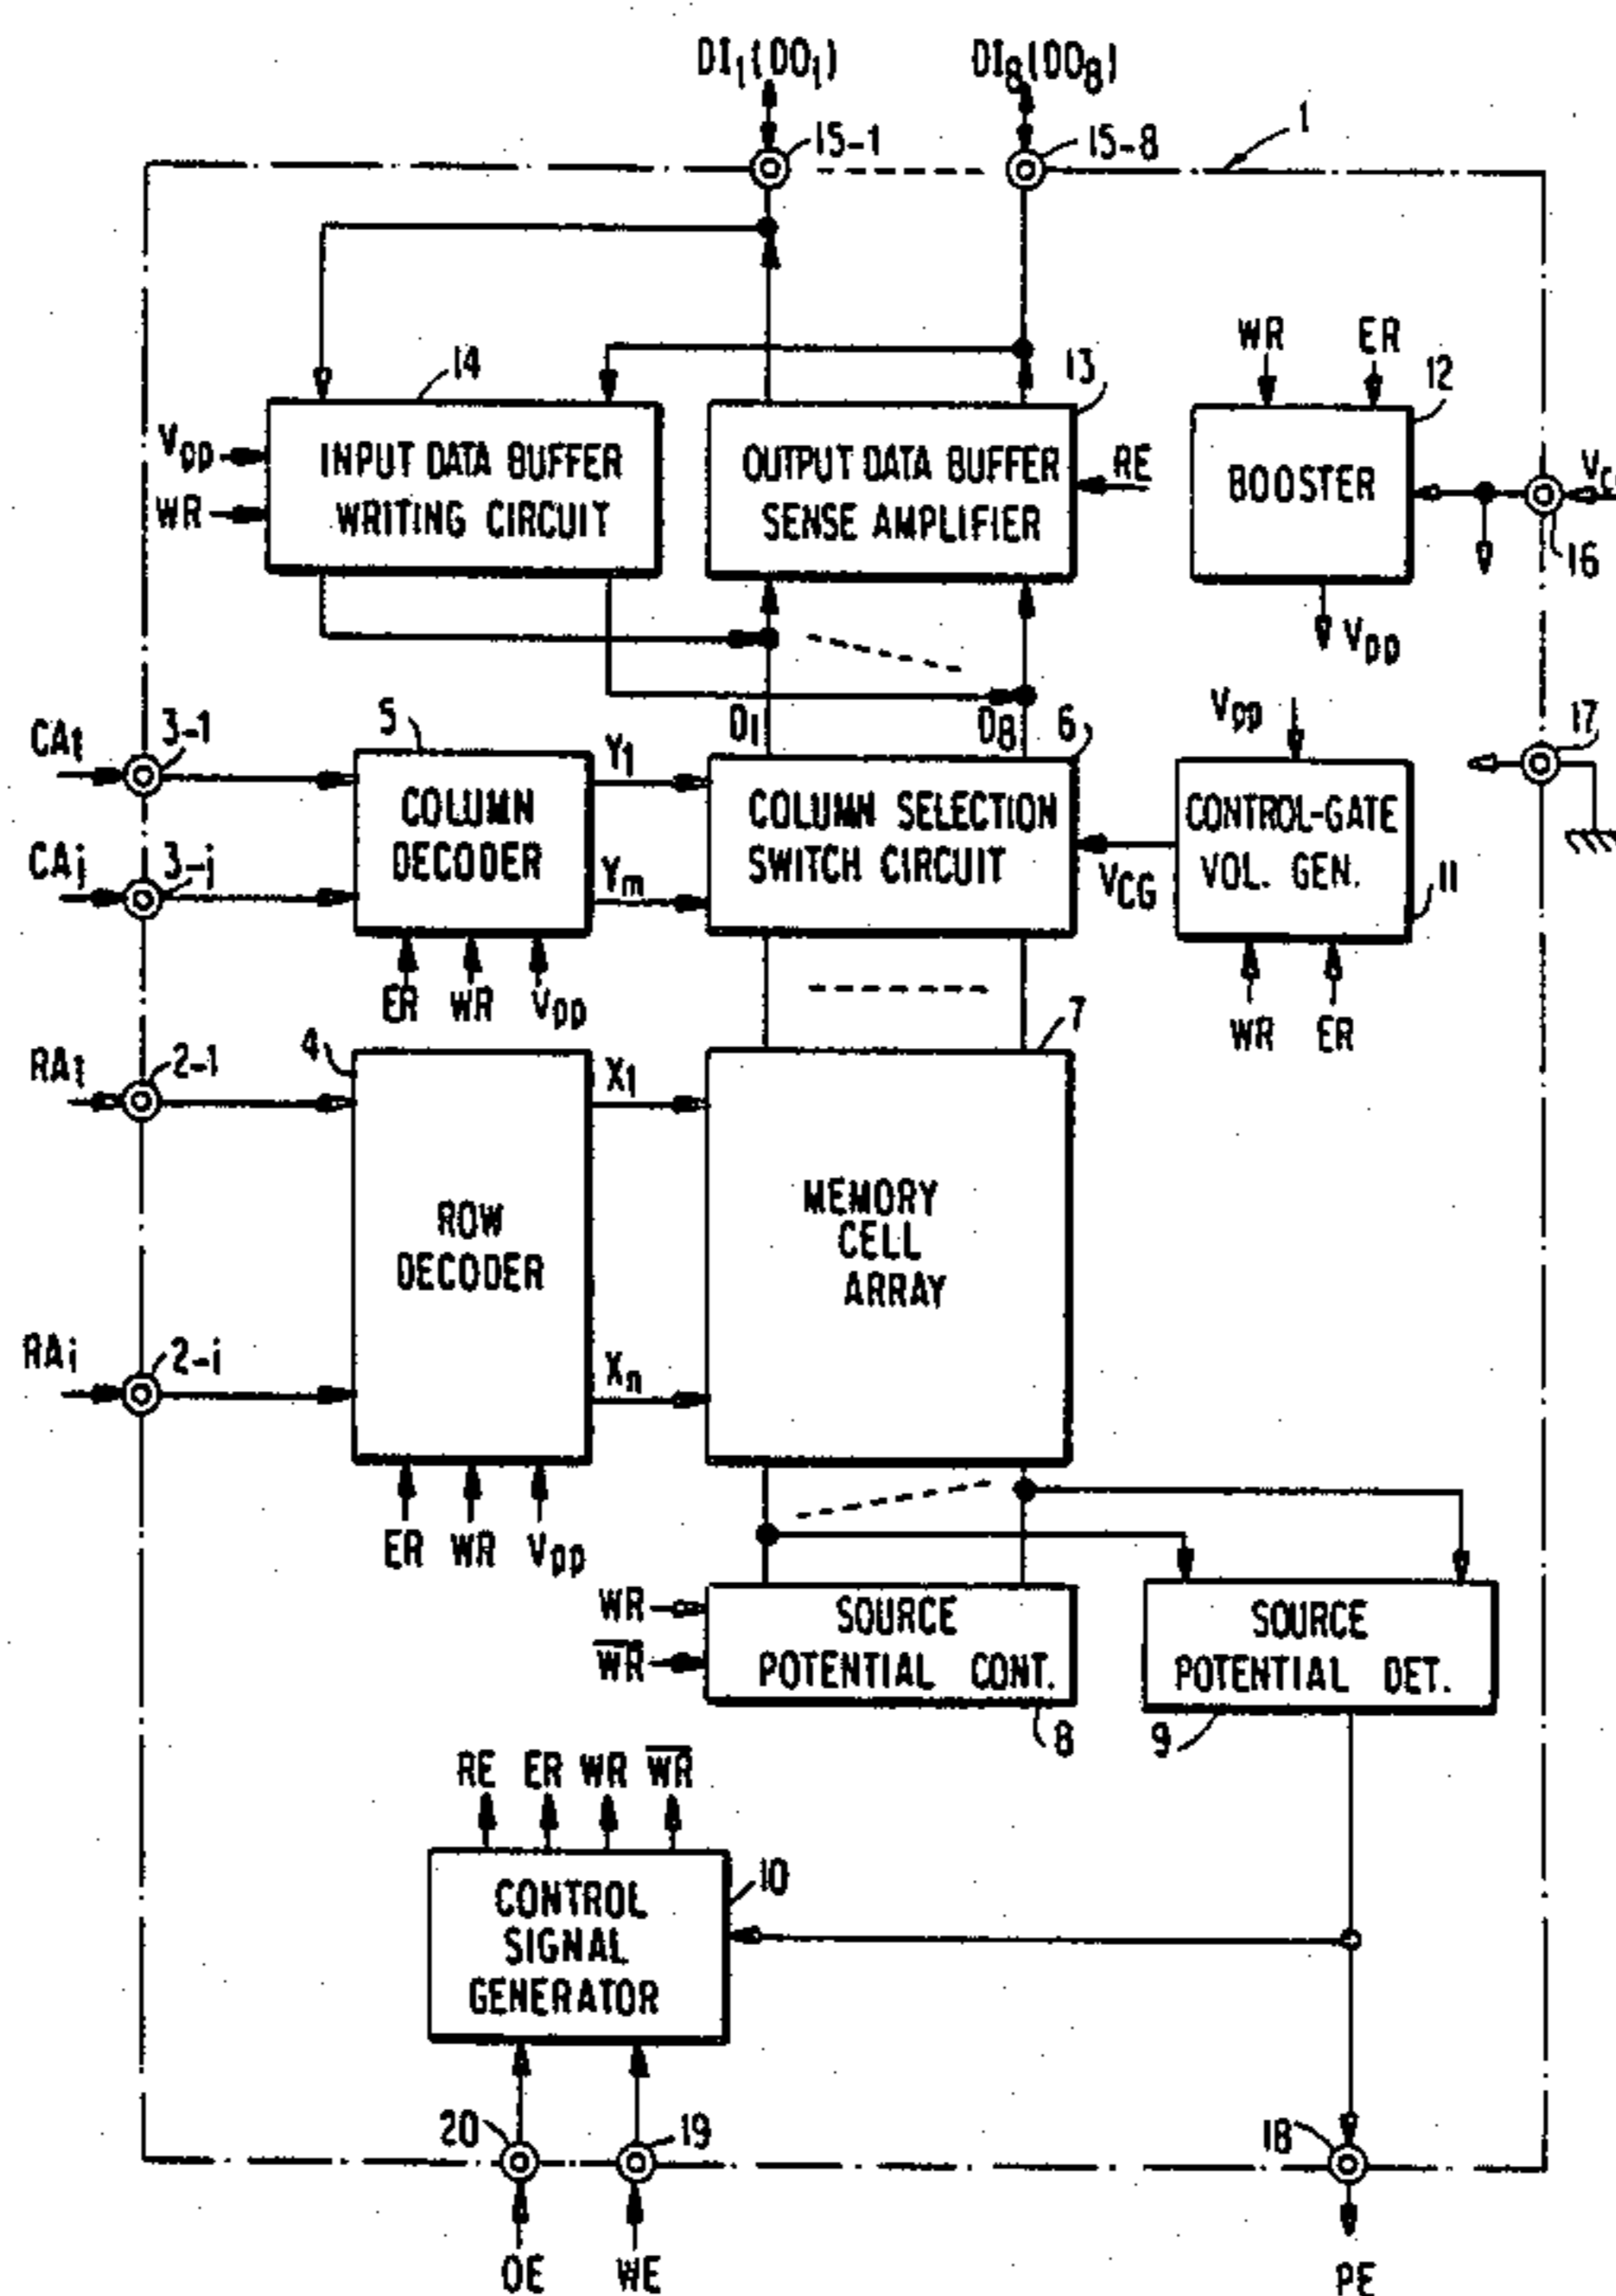 DI1(DO1) DI8(DO8)
15-1 15-8 1
WR ER
14 13 12
Vpp INPUT DATA BUFFER OUTPUT DATA BUFFER RE BOOSTER
WR WRITING CIRCUIT SENSE AMPLIFIER
16
Vpp
CA1 3-1 5 Y1 D1 D8 6 Vpp 17
COLUMN COLUMN SELECTION CONTROL-GATE
CAj 3-j DECODER Ym SWITCH CIRCUIT VCG VOL. GEN. 11
ER WR Vpp
WR ER
RA1 2-1 4 X1 7
ROW MEMORY
DECODER CELL
ARRAY
RAi 2-i Xn
ER WR Vpp
WR SOURCE SOURCE
W̅R̅ POTENTIAL CONT. POTENTIAL DET.
8 9
RE ER WR W̅R̅
10
CONTROL
SIGNAL
GENERATOR
20 19 18
OE WE PE